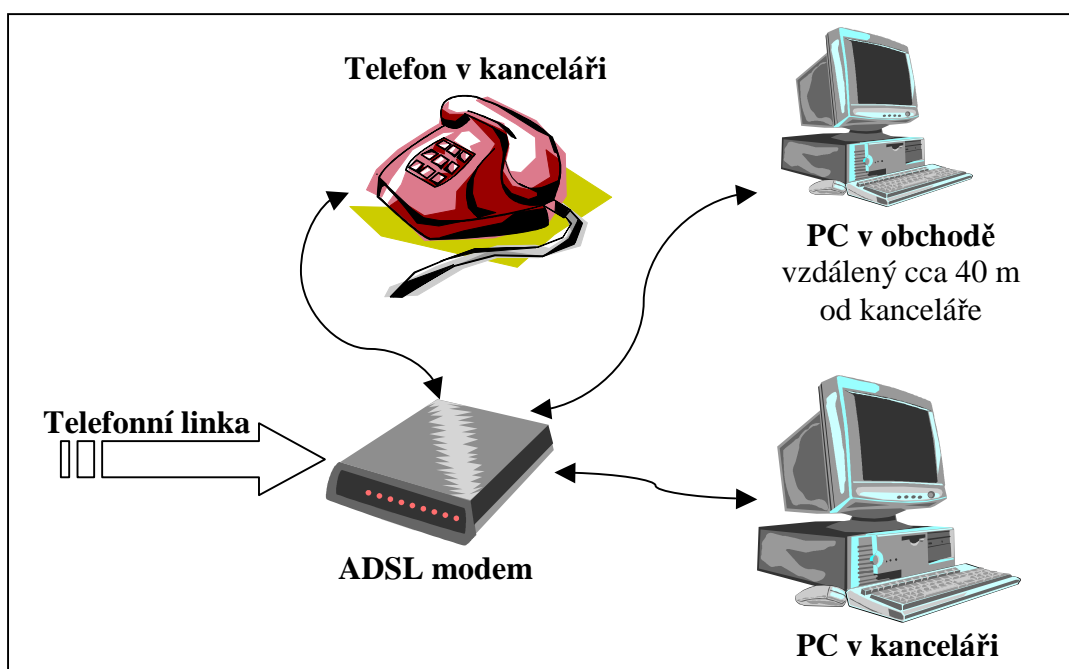 Telefon v kanceláři
PC v obchodě
vzdálený cca 40 m
od kanceláře
Telefonní linka
ADSL modem
PC v kanceláři